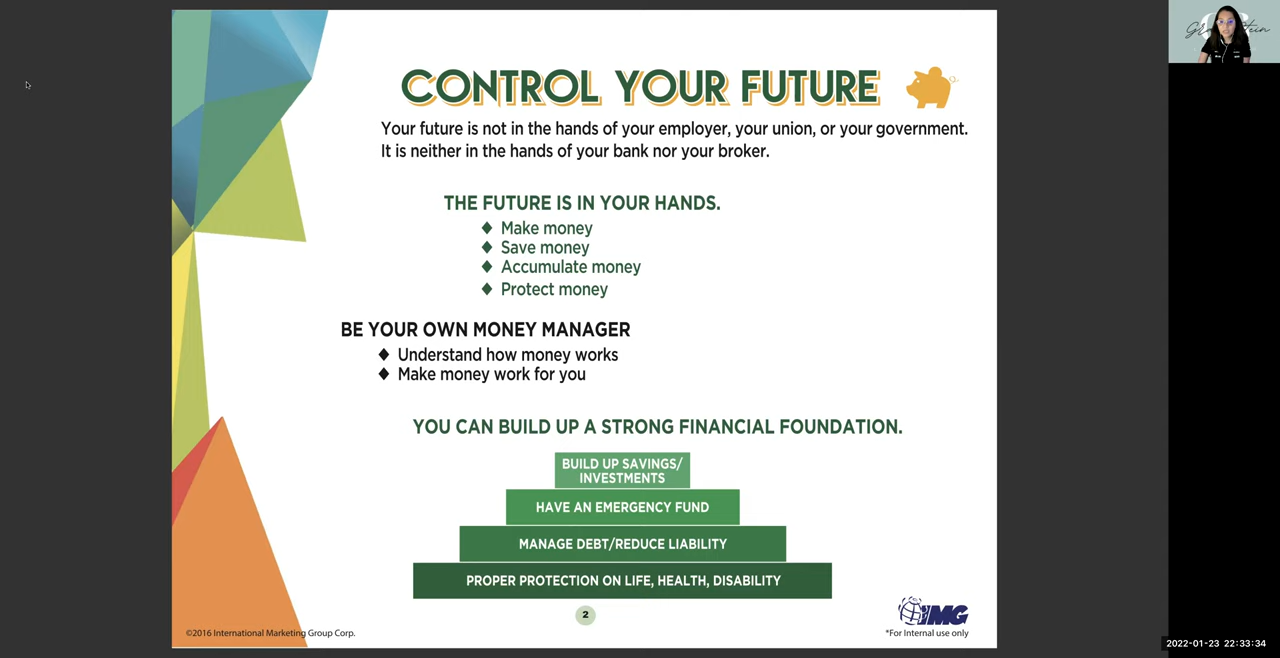 CONTROL YOUR FUTURE
Your future is not in the hands of your employer, your union, or your government.
It is neither in the hands of your bank nor your broker.
THE FUTURE IS IN YOUR HANDS.
♦ Make money
♦ Save money
♦ Accumulate money
♦ Protect money
BE YOUR OWN MONEY MANAGER
♦ Understand how money works
♦ Make money work for you
YOU CAN BUILD UP A STRONG FINANCIAL FOUNDATION.
BUILD UP SAVINGS/
INVESTMENTS
HAVE AN EMERGENCY FUND
MANAGE DEBT/REDUCE LIABILITY
PROPER PROTECTION ON LIFE, HEALTH, DISABILITY
2
IMG
©2016 International Marketing Group Corp.
*For Internal use only
2022-01-23 22:33:34